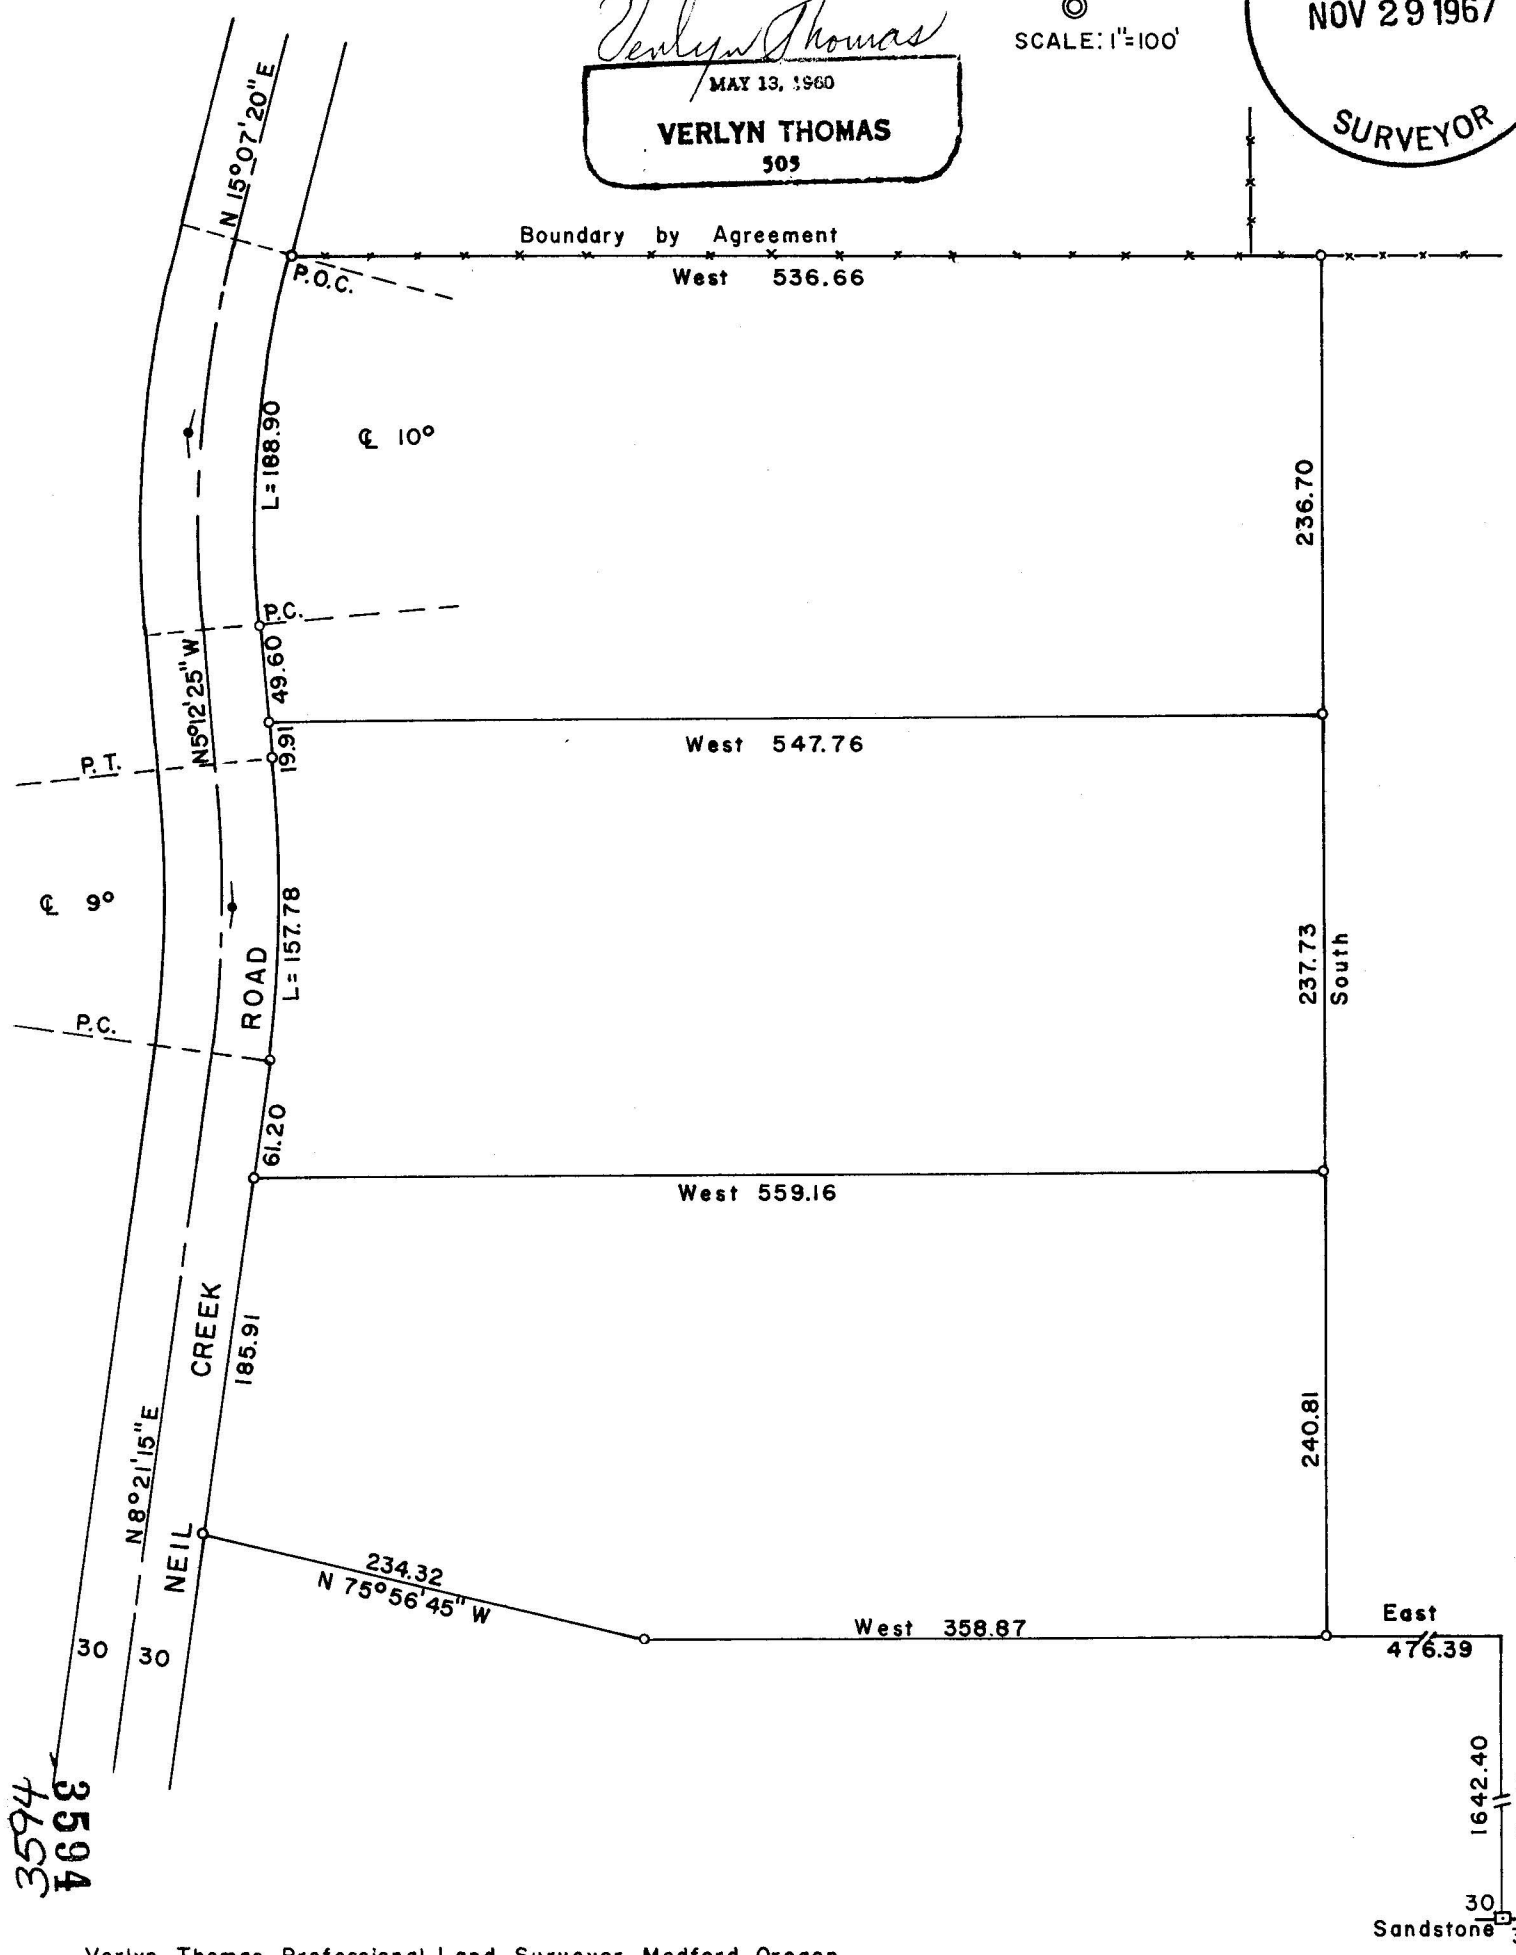 Verlyn Thomas
MAY 13, 1960
VERLYN THOMAS
505
SCALE: 1"=100'
NOV 29 1967
SURVEYOR
N 15°07'20" E
Boundary by Agreement
West 536.66
P.O.C.
L=188.90
℄ 10°
236.70
P.C.
49.60
N5°12'25" W
19.91
West 547.76
P.T.
℄ 9°
L=157.78
237.73
South
ROAD
P.C.
61.20
West 559.16
CREEK
185.91
N8°21'15" E
240.81
NEIL
234.32
N 75°56'45" W
West 358.87
East
476.39
30
30
1642.40
3594
3594
30
Sandstone
Verlyn Thomas Professional Land Surveyor Medford, Oregon